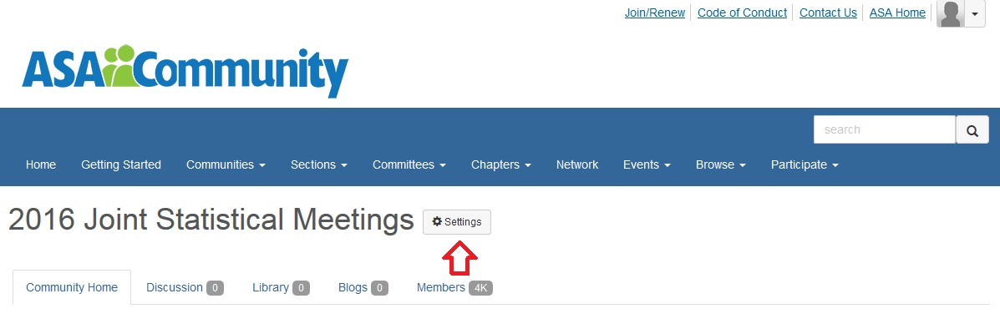 Join/Renew Code of Conduct Contact Us ASA Home
ASA Community
search
Home Getting Started Communities Sections Committees Chapters Network Events Browse Participate
2016 Joint Statistical Meetings Settings
Community Home Discussion 0 Library 0 Blogs 0 Members 4K